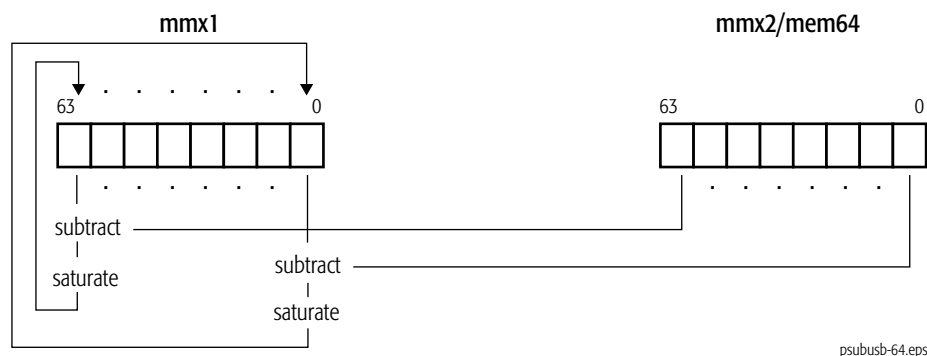 mmx1 mmx2/mem64
. . . . . .
63 0 63 0
. . . . . . . . . . . .
subtract
subtract
saturate
saturate
psubusb-64.eps